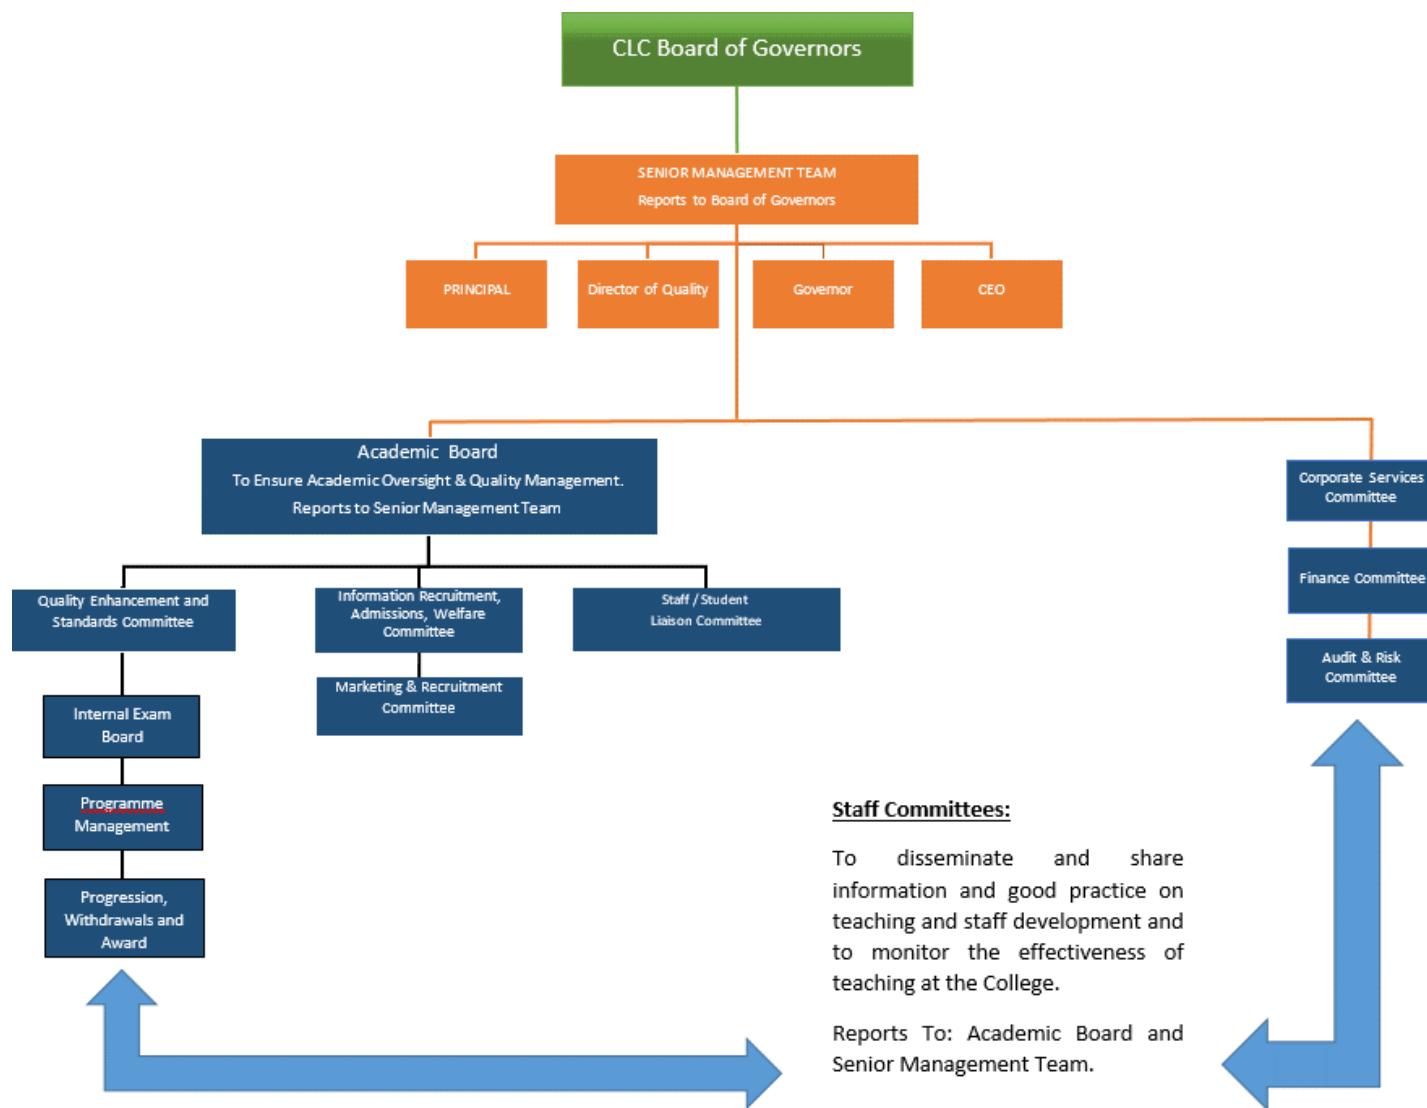 CLC Board of Governors
SENIOR MANAGEMENT TEAM
Reports to Board of Governors
PRINCIPAL
Director of Quality
Governor
CEO
Academic Board
To Ensure Academic Oversight & Quality Management.
Reports to Senior Management Team
Corporate Services
Committee
Finance Committee
Audit & Risk
Committee
Quality Enhancement and
Standards Committee
Information Recruitment,
Admissions, Welfare
Committee
Staff / Student
Liaison Committee
Marketing & Recruitment
Committee
Internal Exam
Board
Programme
Management
Progression,
Withdrawals and
Award
Staff Committees:
To disseminate and share
information and good practice on
teaching and staff development and
to monitor the effectiveness of
teaching at the College.
Reports To: Academic Board and
Senior Management Team.